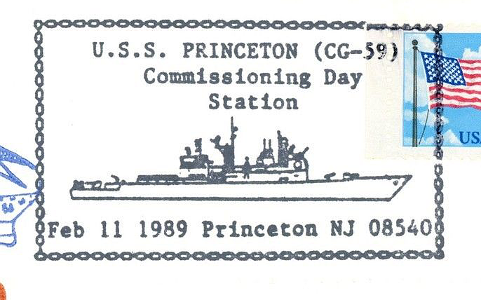 U.S.S. PRINCETON (CG-59)
Commissioning Day
Station
Feb 11 1989 Princeton NJ 08540
USA